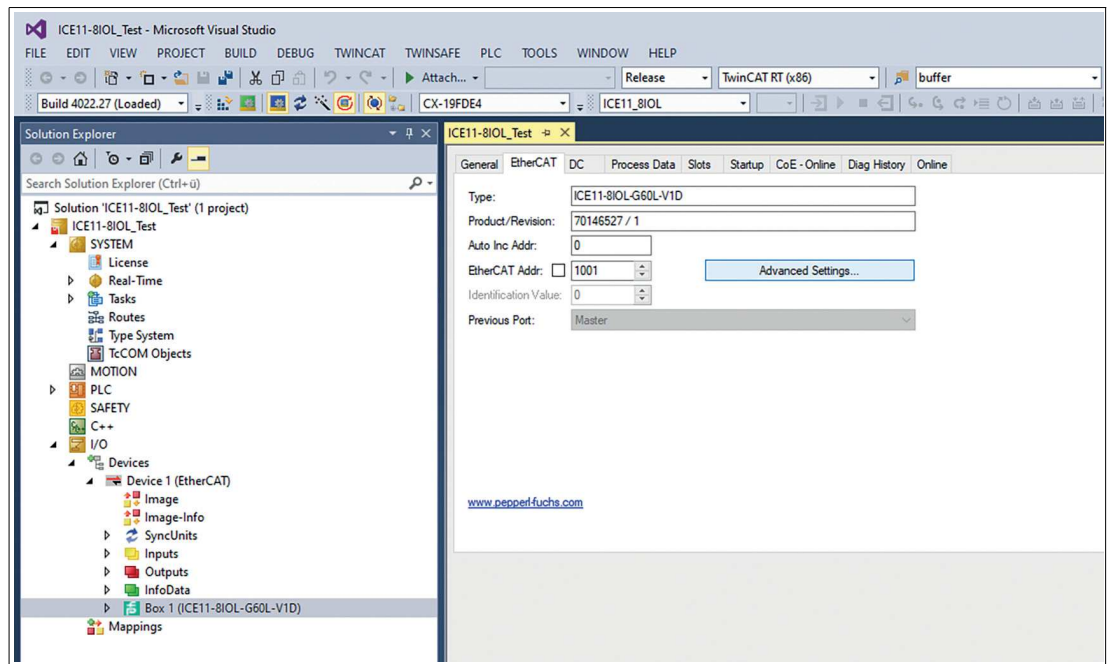 ICE11-8IOL_Test - Microsoft Visual Studio
FILE EDIT VIEW PROJECT BUILD DEBUG TWINCAT TWINSAFE PLC TOOLS WINDOW HELP
Attach... Release TwinCAT RT (x86) buffer
Build 4022.27 (Loaded) CX-19FDE4 ICE11_8IOL
Solution Explorer
Search Solution Explorer (Ctrl+ü)
Solution 'ICE11-8IOL_Test' (1 project)
ICE11-8IOL_Test
SYSTEM
License
Real-Time
Tasks
Routes
Type System
TcCOM Objects
MOTION
PLC
SAFETY
C++
I/O
Devices
Device 1 (EtherCAT)
Image
Image-Info
SyncUnits
Inputs
Outputs
InfoData
Box 1 (ICE11-8IOL-G60L-V1D)
Mappings
ICE11-8IOL_Test
General EtherCAT DC Process Data Slots Startup CoE - Online Diag History Online
Type: ICE11-8IOL-G60L-V1D
Product/Revision: 70146527 / 1
Auto Inc Addr: 0
EtherCAT Addr: 1001 Advanced Settings...
Identification Value: 0
Previous Port: Master
www.pepperl-fuchs.com